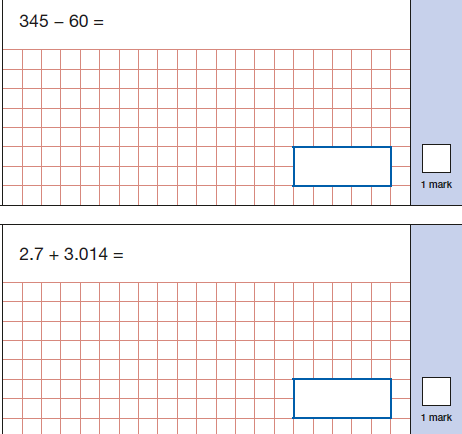 345 – 60 =
1 mark
2.7 + 3.014 =
1 mark